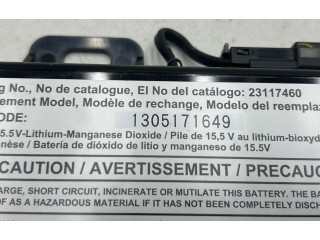 g No., No de catalogue, El No del catálogo: 23117460
ement Model, Modèle de rechange, Modelo del reempla
ODE: 1305171649
5.5V-Lithium-Manganese Dioxide / Pile de 15,5 V au lithium-bioxyd
nèse / Batería de dióxido de litio y manganeso de 15.5V
CAUTION / AVERTISSEMENT / PRECAU
ARGE, SHORT CIRCUIT, INCINERATE OR MUTILATE THIS BATTERY. THE BA
OF AS A HAZARDOUS MATERIAL IF IT HAS NOT BEEN COMPLETELY DISCH